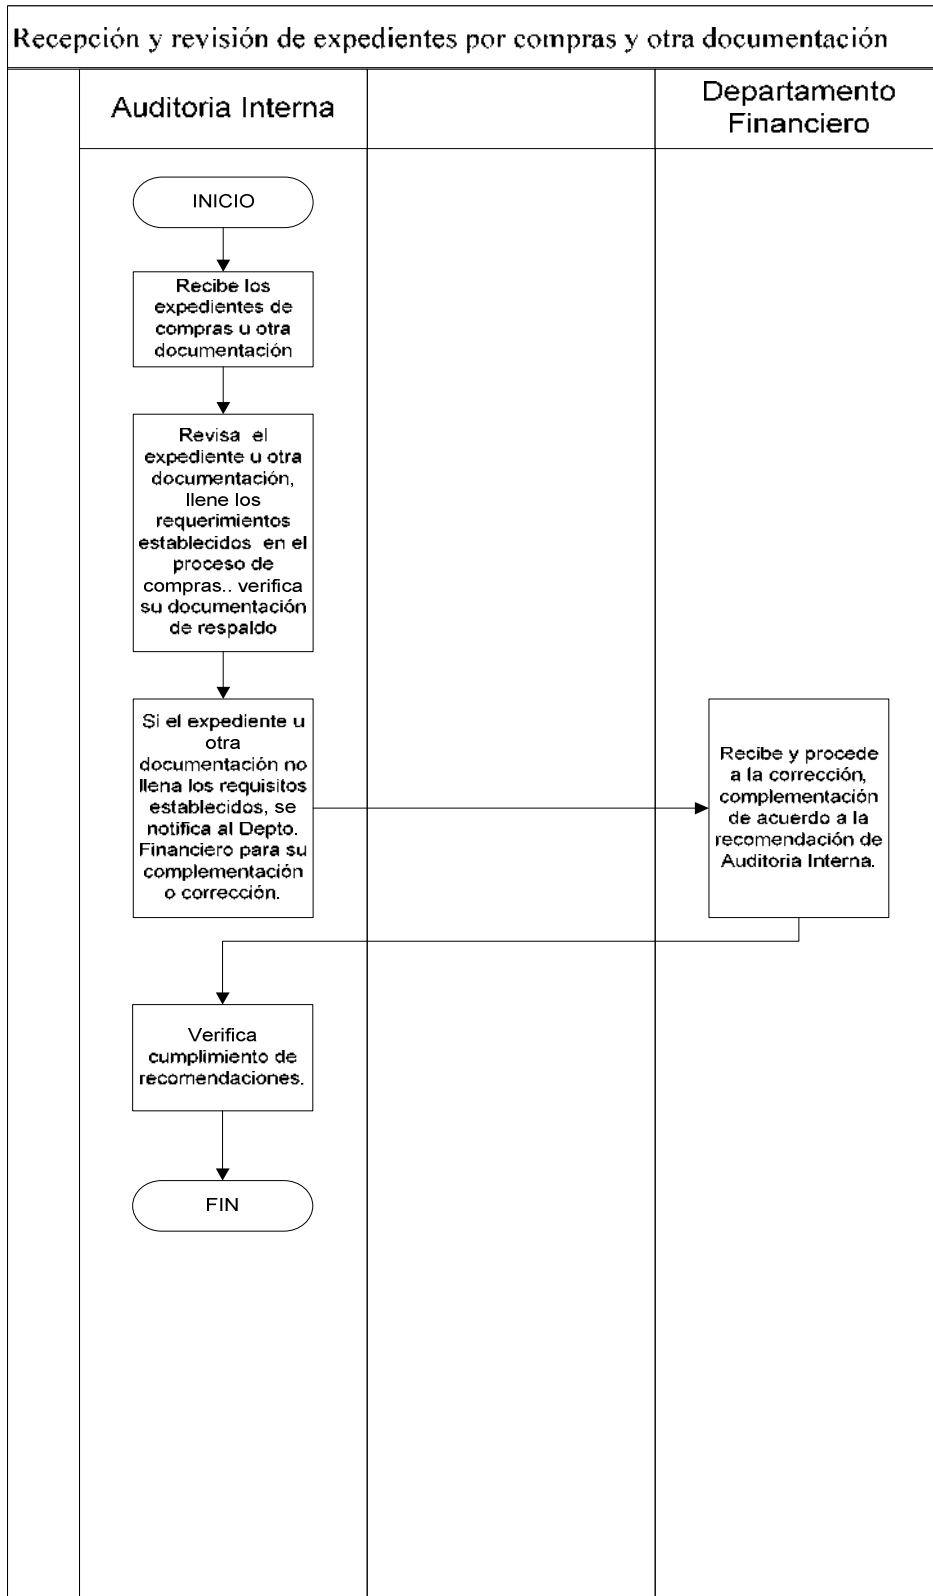 Recepción y revisión de expedientes por compras y otra documentación
Auditoria Interna
Departamento
Financiero
INICIO
Recibe los
expedientes de
compras u otra
documentación
Revisa el
expediente u otra
documentación,
llene los
requerimientos
establecidos en el
proceso de
compras.. verifica
su documentación
de respaldo
Si el expediente u
otra
documentación no
llena los requisitos
establecidos, se
notifica al Depto.
Financiero para su
complementación
o corrección.
Recibe y procede
a la corrección,
complementación
de acuerdo a la
recomendación de
Auditoria Interna.
Verifica
cumplimiento de
recomendaciones.
FIN